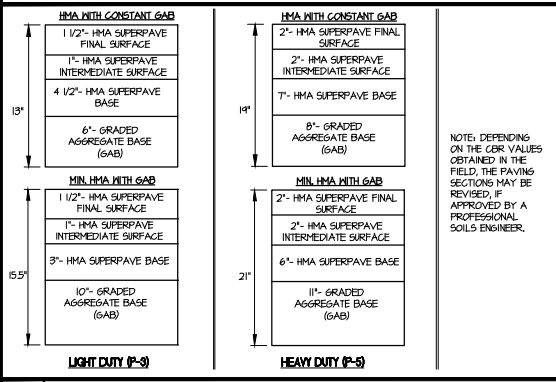 HMA WITH CONSTANT GAB
1 1/2"- HMA SUPERPAVE
FINAL SURFACE
1"- HMA SUPERPAVE
INTERMEDIATE SURFACE
4 1/2"- HMA SUPERPAVE
BASE
6"- GRADED
AGGREGATE BASE
(GAB)
13"
MIN. HMA WITH GAB
1 1/2"- HMA SUPERPAVE
FINAL SURFACE
1"- HMA SUPERPAVE
INTERMEDIATE SURFACE
3"- HMA SUPERPAVE BASE
10"- GRADED
AGGREGATE BASE
(GAB)
15.5"
LIGHT DUTY (P-3)
HMA WITH CONSTANT GAB
2"- HMA SUPERPAVE FINAL
SURFACE
2"- HMA SUPERPAVE
INTERMEDIATE SURFACE
7"- HMA SUPERPAVE BASE
8"- GRADED
AGGREGATE BASE
(GAB)
19"
MIN. HMA WITH GAB
2"- HMA SUPERPAVE FINAL
SURFACE
2"- HMA SUPERPAVE
INTERMEDIATE SURFACE
6"- HMA SUPERPAVE BASE
11"- GRADED
AGGREGATE BASE
(GAB)
21"
HEAVY DUTY (P-5)
NOTE: DEPENDING
ON THE CBR VALUES
OBTAINED IN THE
FIELD, THE PAVING
SECTIONS MAY BE
REVISED, IF
APPROVED BY A
PROFESSIONAL
SOILS ENGINEER.